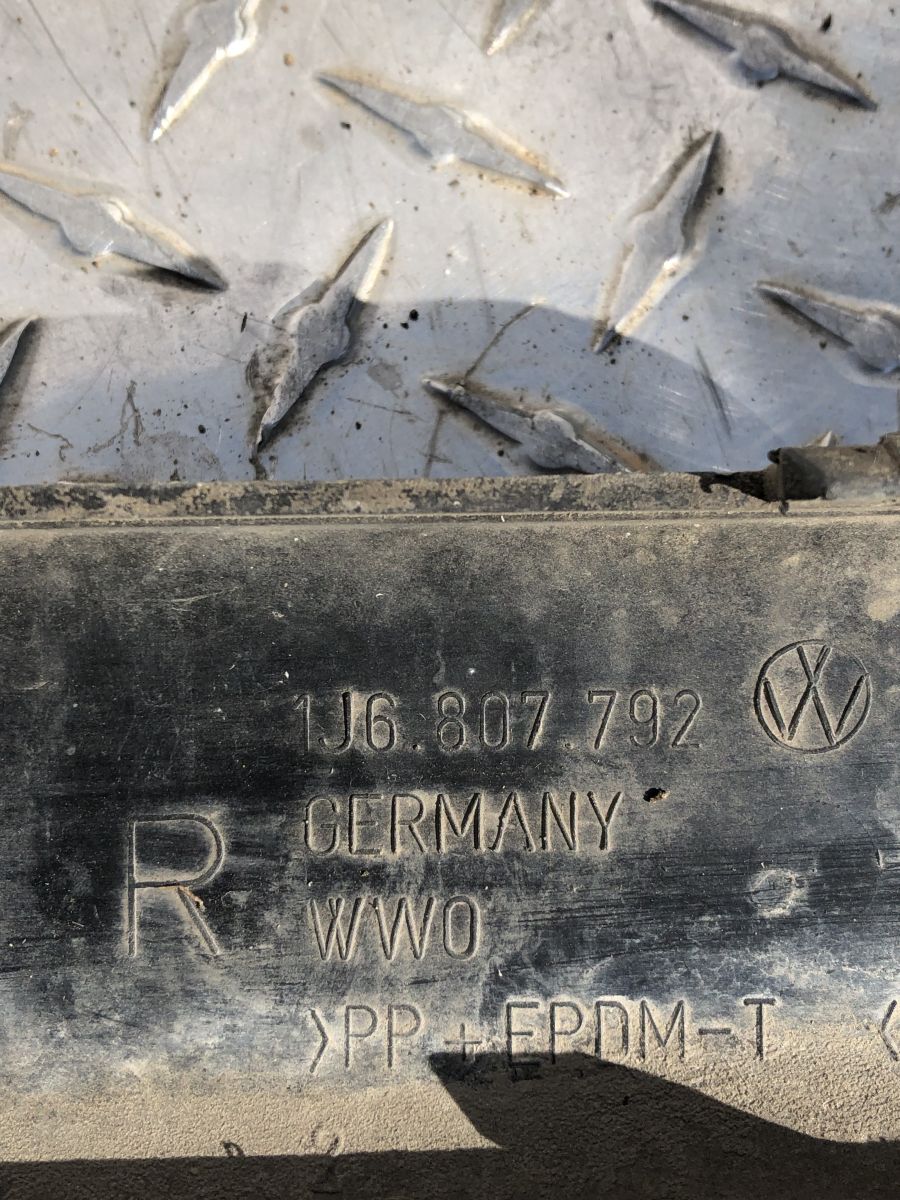 1J6.807.792
GERMANY
R
WWO
>PP + EPDM-T <